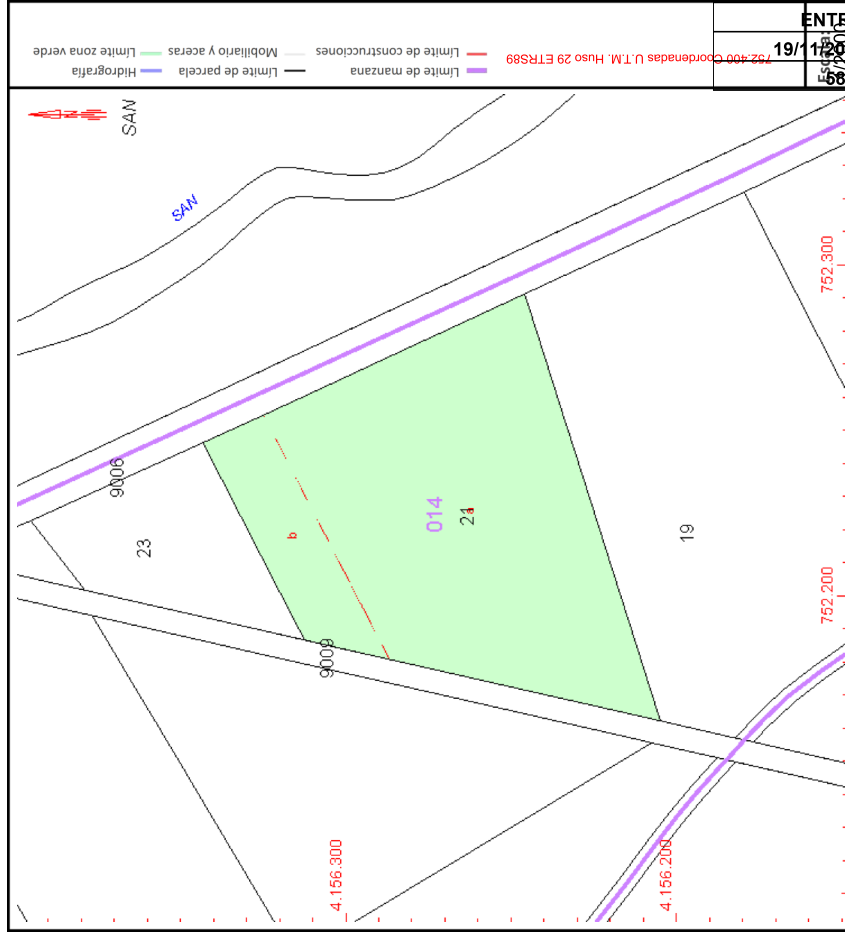 Límite zona verde
Mobiliario y aceras
Límite de construcciones
Hidrografía
Límite de parcela
Límite de manzana
752.400 Coordenadas U.T.M. Huso 29 ETRS89
ENTR
19/11/20
58
SAN
SAN
752.300
9006
23
b
014
21
a
19
752.200
9009
4.156.300
4.156.200